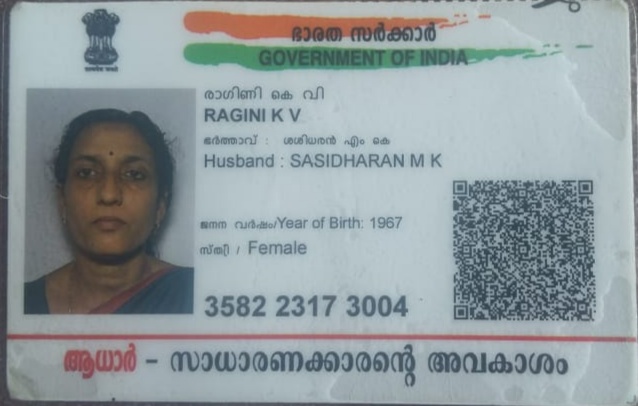 ഭാരത സർക്കാർ
GOVERNMENT OF INDIA
രാഗിണി കെ വി
RAGINI K V
ഭർത്താവ് : ശശിധരൻ എം കെ
Husband : SASIDHARAN M K
ജനന വർഷം/Year of Birth: 1967
സ്ത്രീ / Female
3582 2317 3004
ആധാർ - സാധാരണക്കാരന്റെ അവകാശം